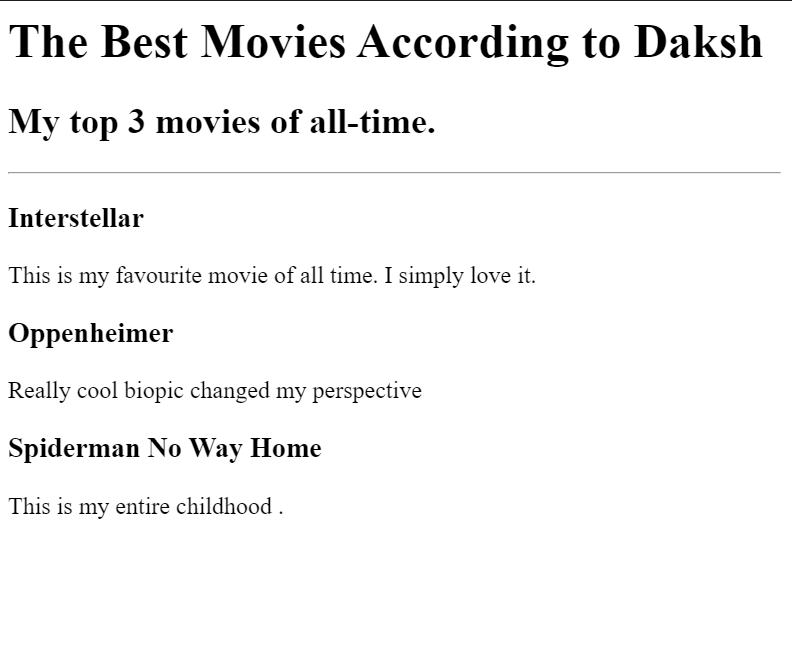 The Best Movies According to Daksh
My top 3 movies of all-time.
Interstellar
This is my favourite movie of all time. I simply love it.
Oppenheimer
Really cool biopic changed my perspective
Spiderman No Way Home
This is my entire childhood .